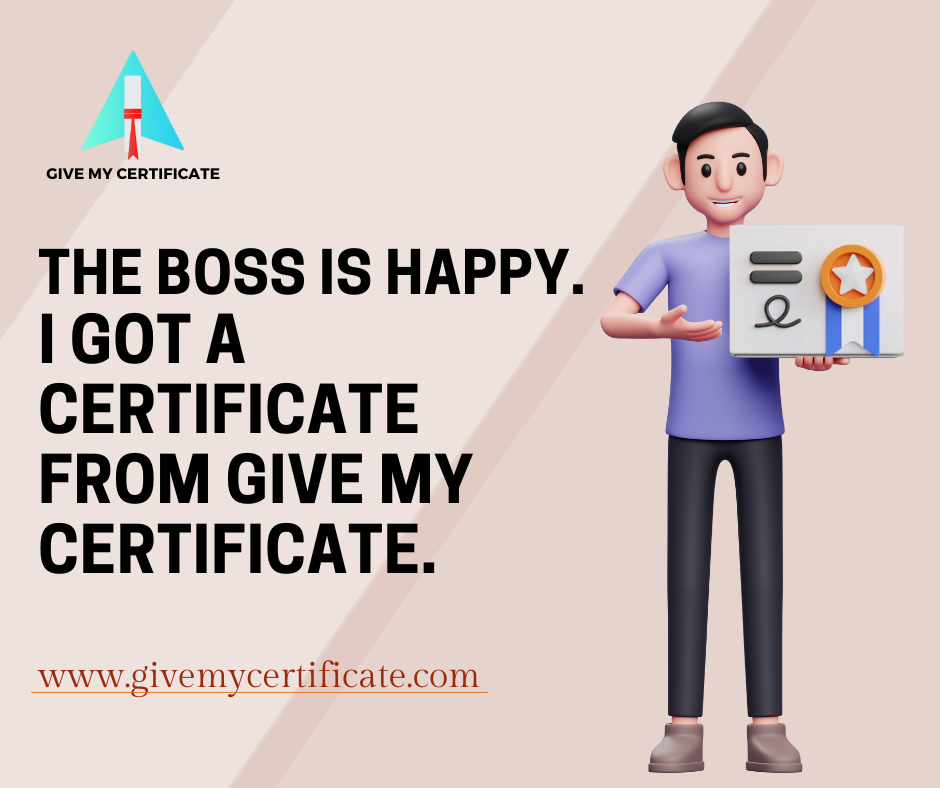 GIVE MY CERTIFICATE
THE BOSS IS HAPPY.
I GOT A
CERTIFICATE
FROM GIVE MY
CERTIFICATE.
www.givemycertificate.com